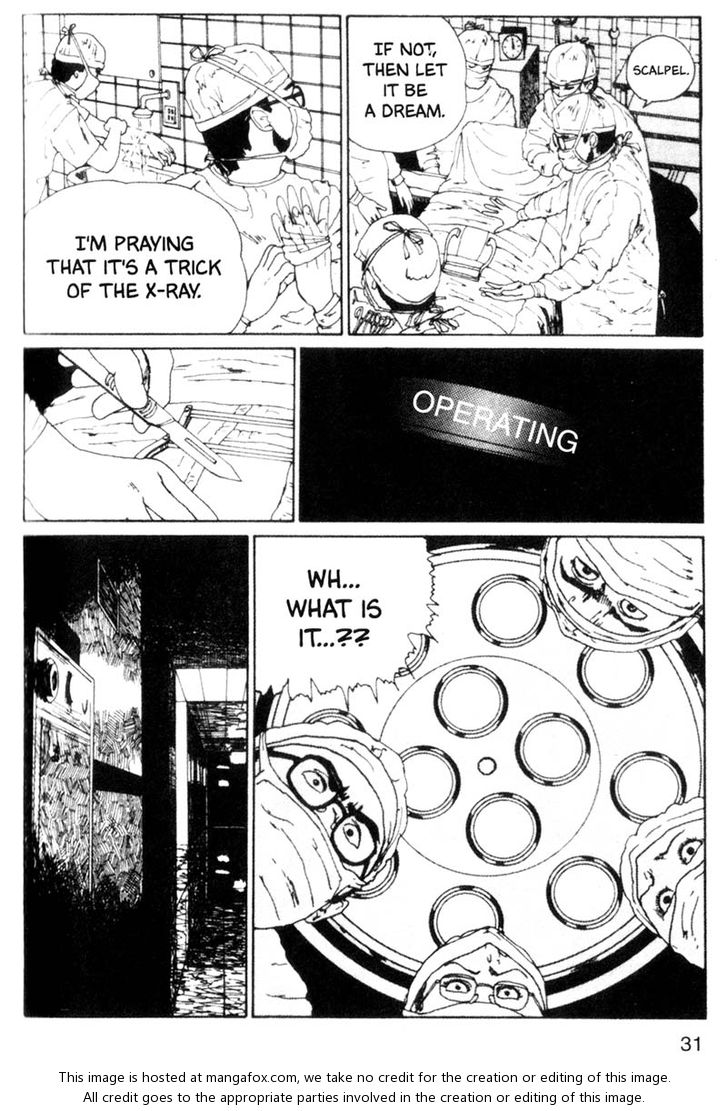 I'M PRAYING
THAT IT'S A TRICK
OF THE X-RAY.
IF NOT,
THEN LET
IT BE
A DREAM.
SCALPEL.
OPERATING
WH...
WHAT IS
IT...??
31
This image is hosted at mangafox.com, we take no credit for the creation or editing of this image.
All credit goes to the appropriate parties involved in the creation or editing of this image.